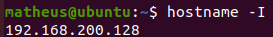 matheus@ubuntu:~$ hostname -I
192.168.200.128